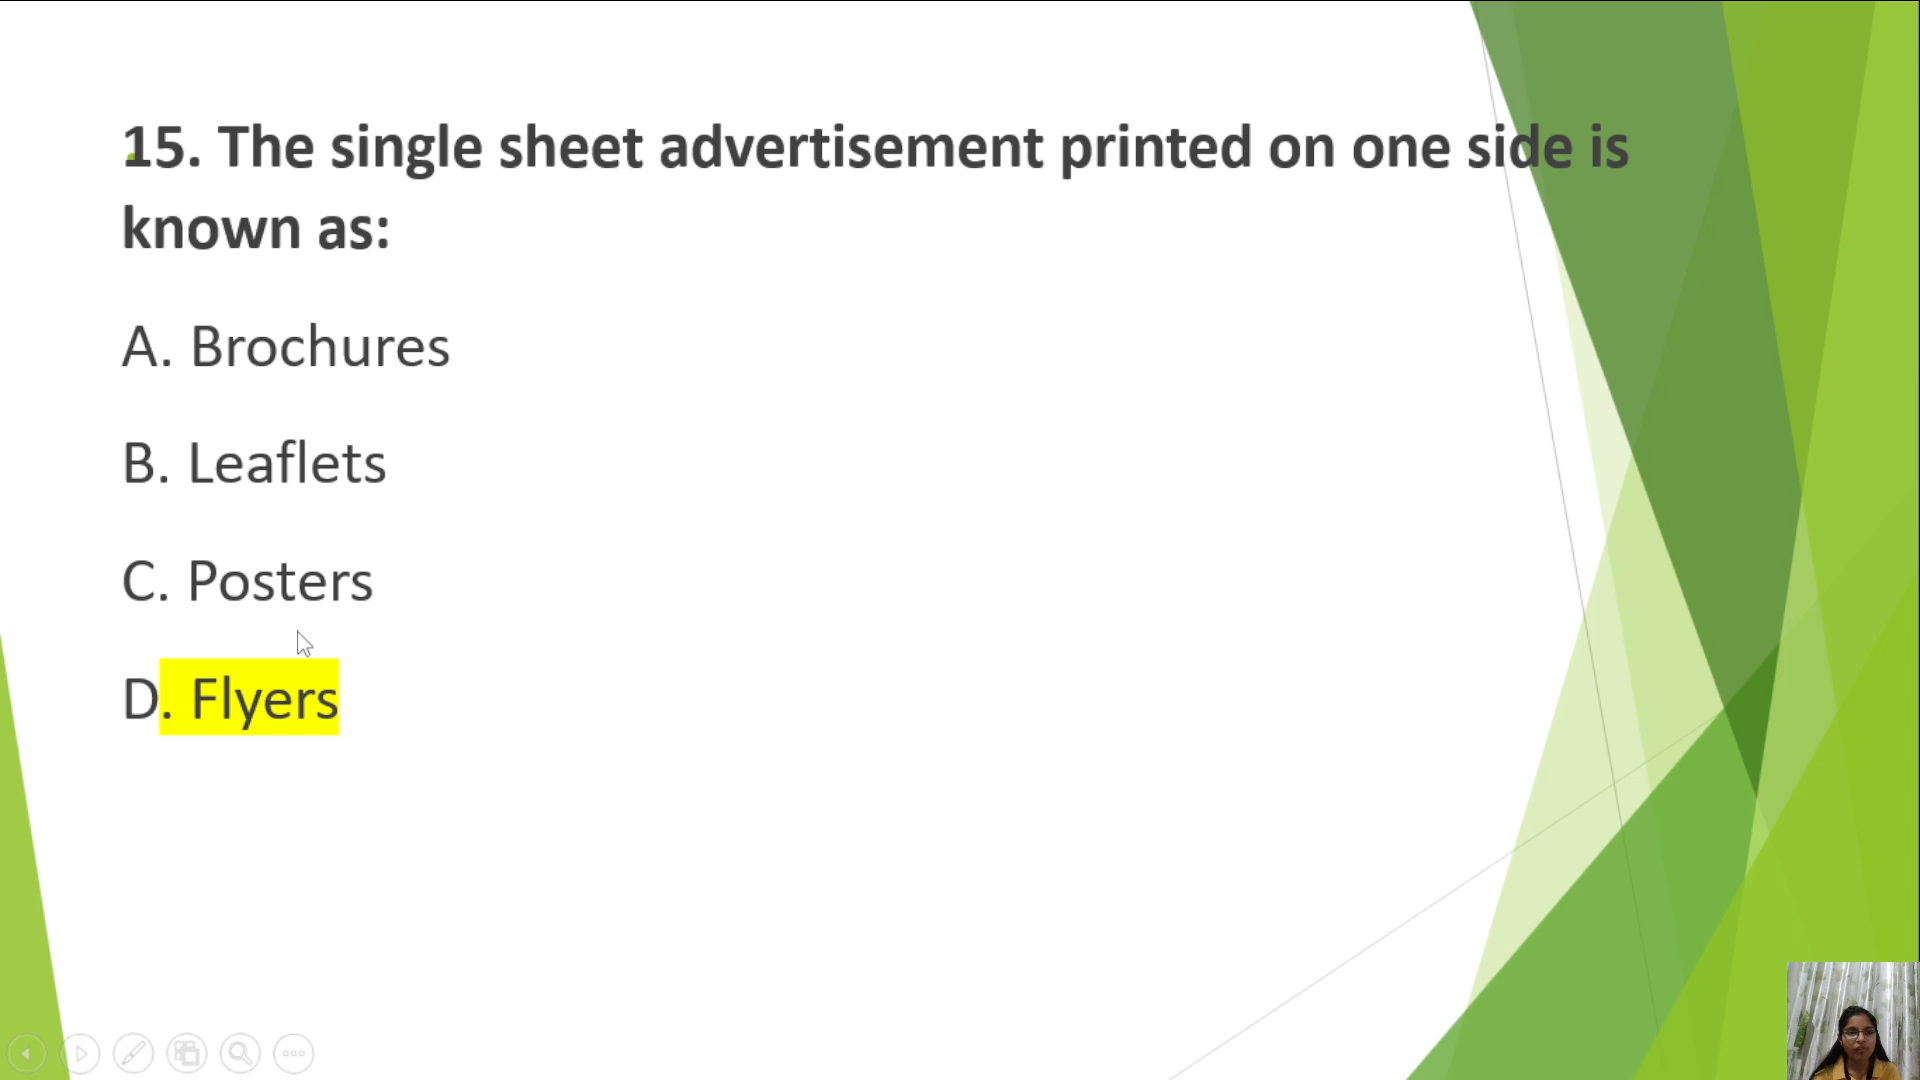 15. The single sheet advertisement printed on one side is
known as:
A. Brochures
B. Leaflets
C. Posters
D. Flyers